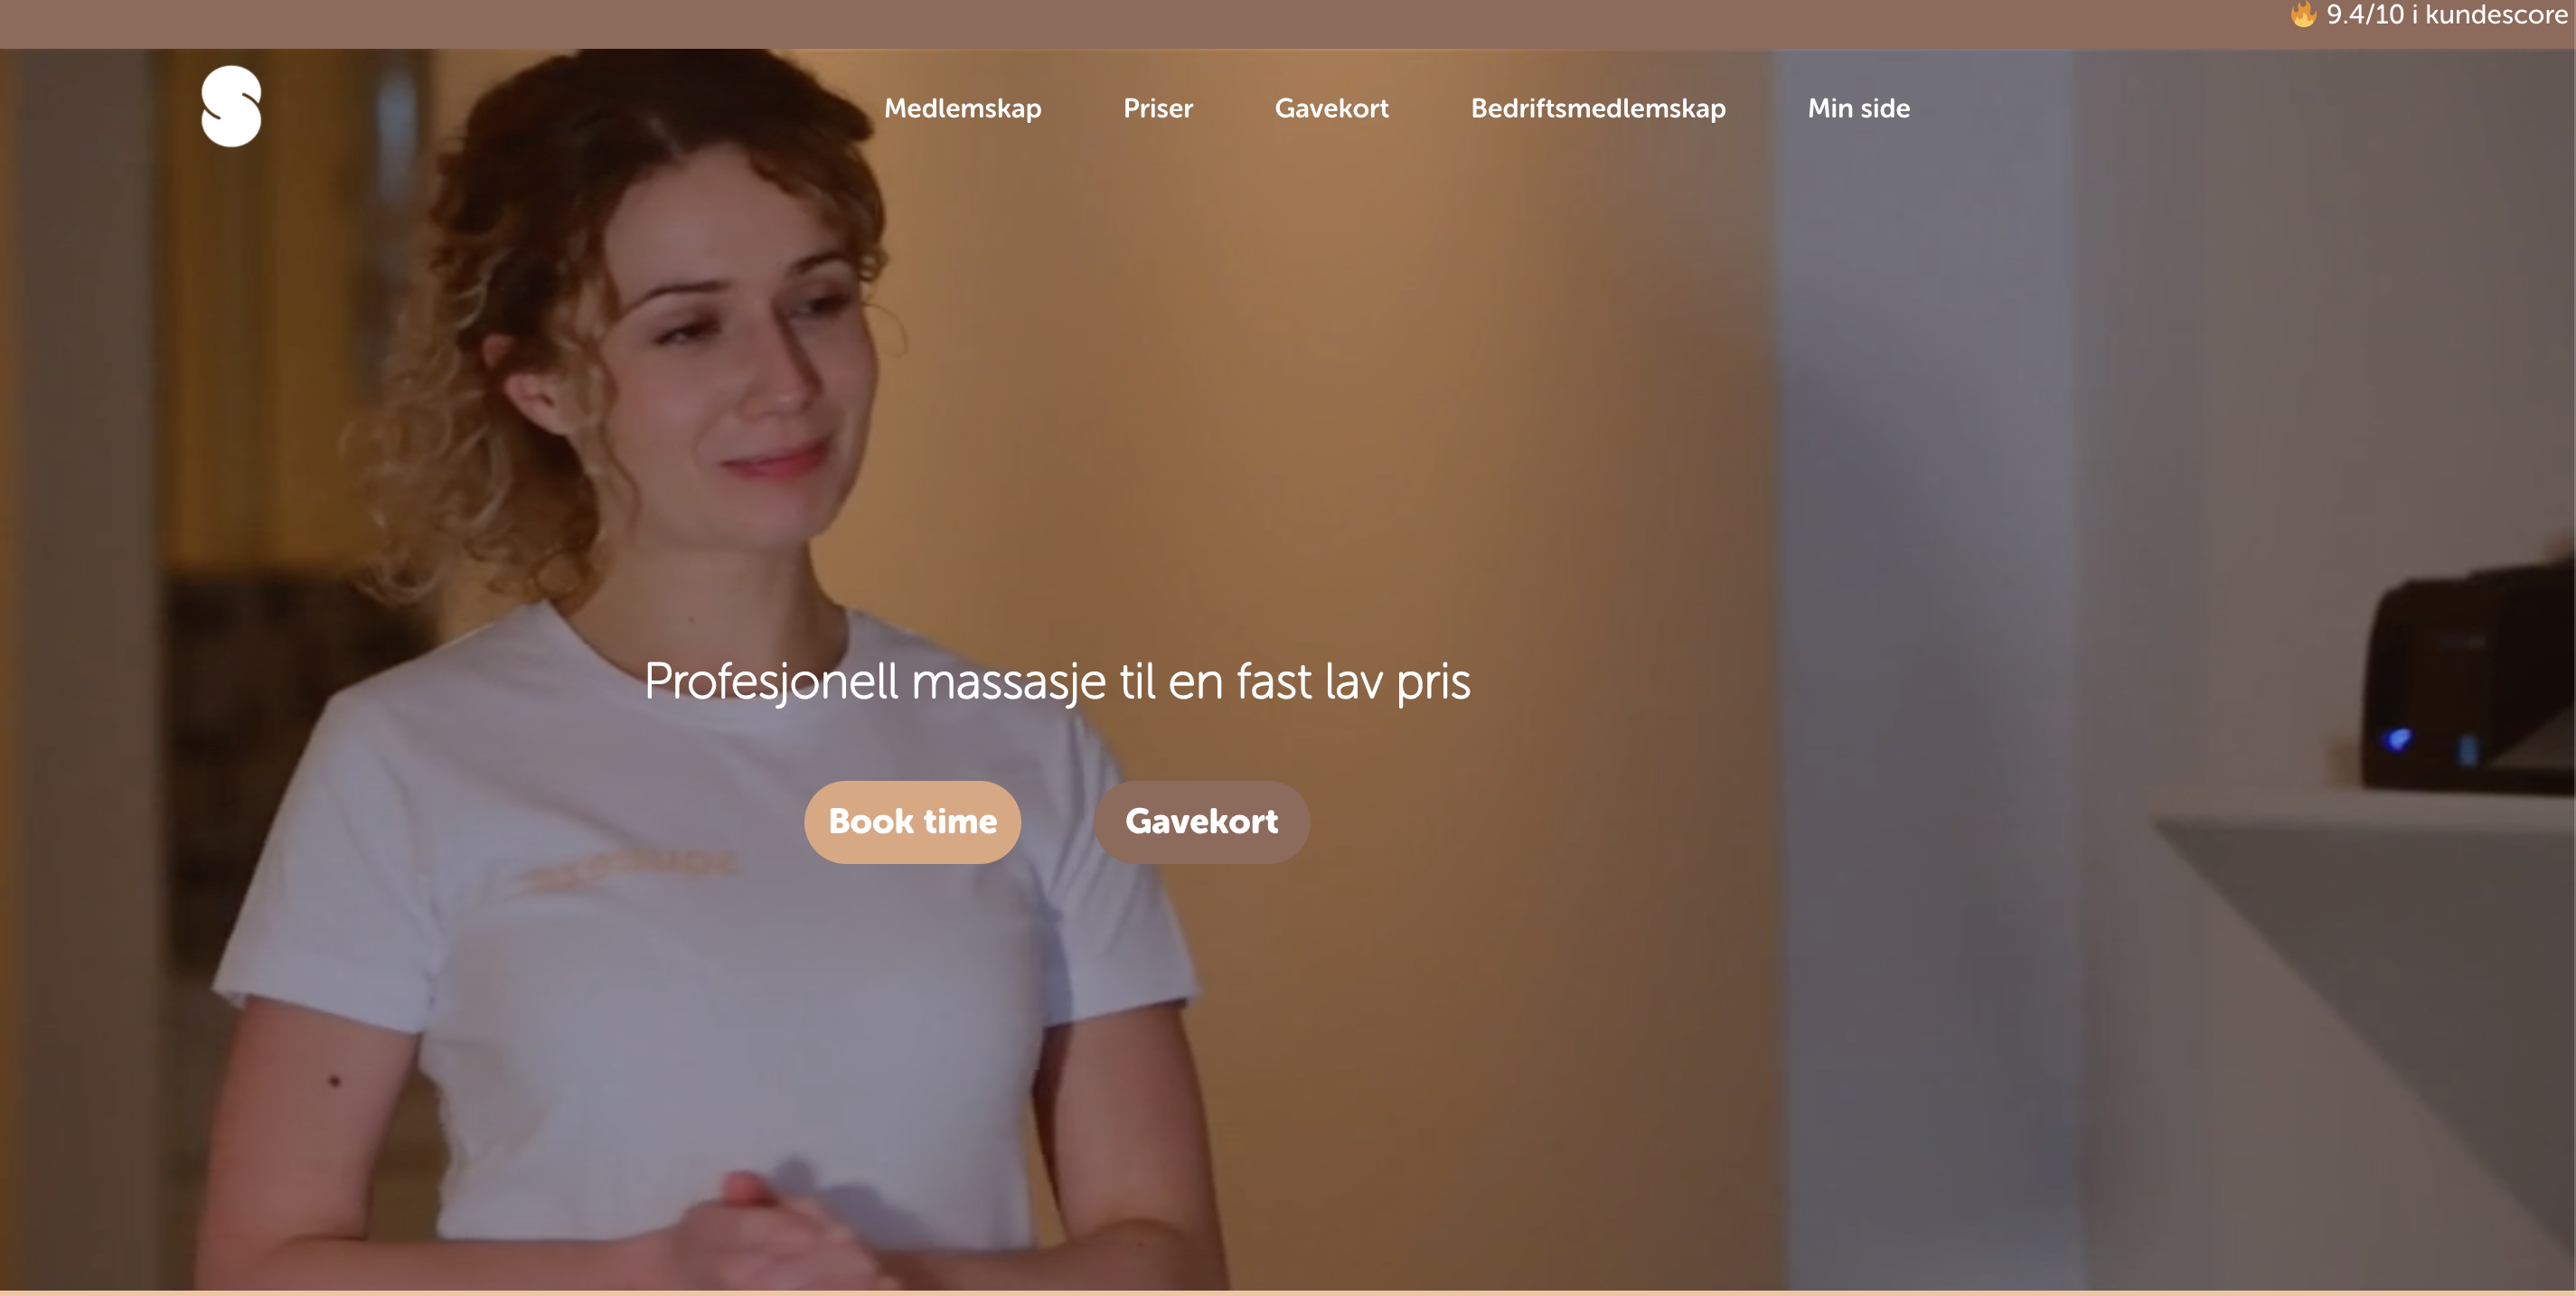 🔥 9.4/10 i kundescore
Medlemskap Priser Gavekort Bedriftsmedlemskap Min side
Profesjonell massasje til en fast lav pris
Book time Gavekort